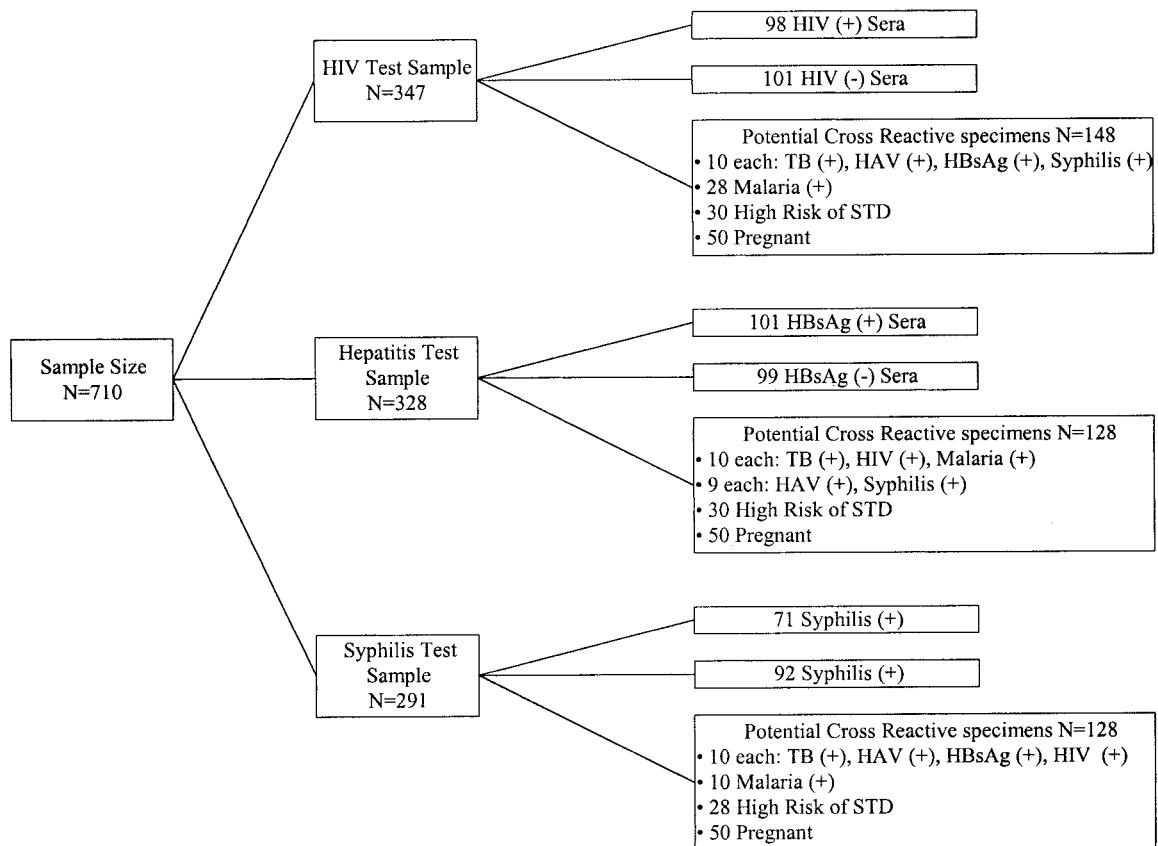 Sample Size
N=710
HIV Test Sample
N=347
98 HIV (+) Sera
101 HIV (-) Sera
Potential Cross Reactive specimens N=148
• 10 each: TB (+), HAV (+), HBsAg (+), Syphilis (+)
• 28 Malaria (+)
• 30 High Risk of STD
• 50 Pregnant
Hepatitis Test
Sample
N=328
101 HBsAg (+) Sera
99 HBsAg (-) Sera
Potential Cross Reactive specimens N=128
• 10 each: TB (+), HIV (+), Malaria (+)
• 9 each: HAV (+), Syphilis (+)
• 30 High Risk of STD
• 50 Pregnant
Syphilis Test
Sample
N=291
71 Syphilis (+)
92 Syphilis (+)
Potential Cross Reactive specimens N=128
• 10 each: TB (+), HAV (+), HBsAg (+), HIV (+)
• 10 Malaria (+)
• 28 High Risk of STD
• 50 Pregnant